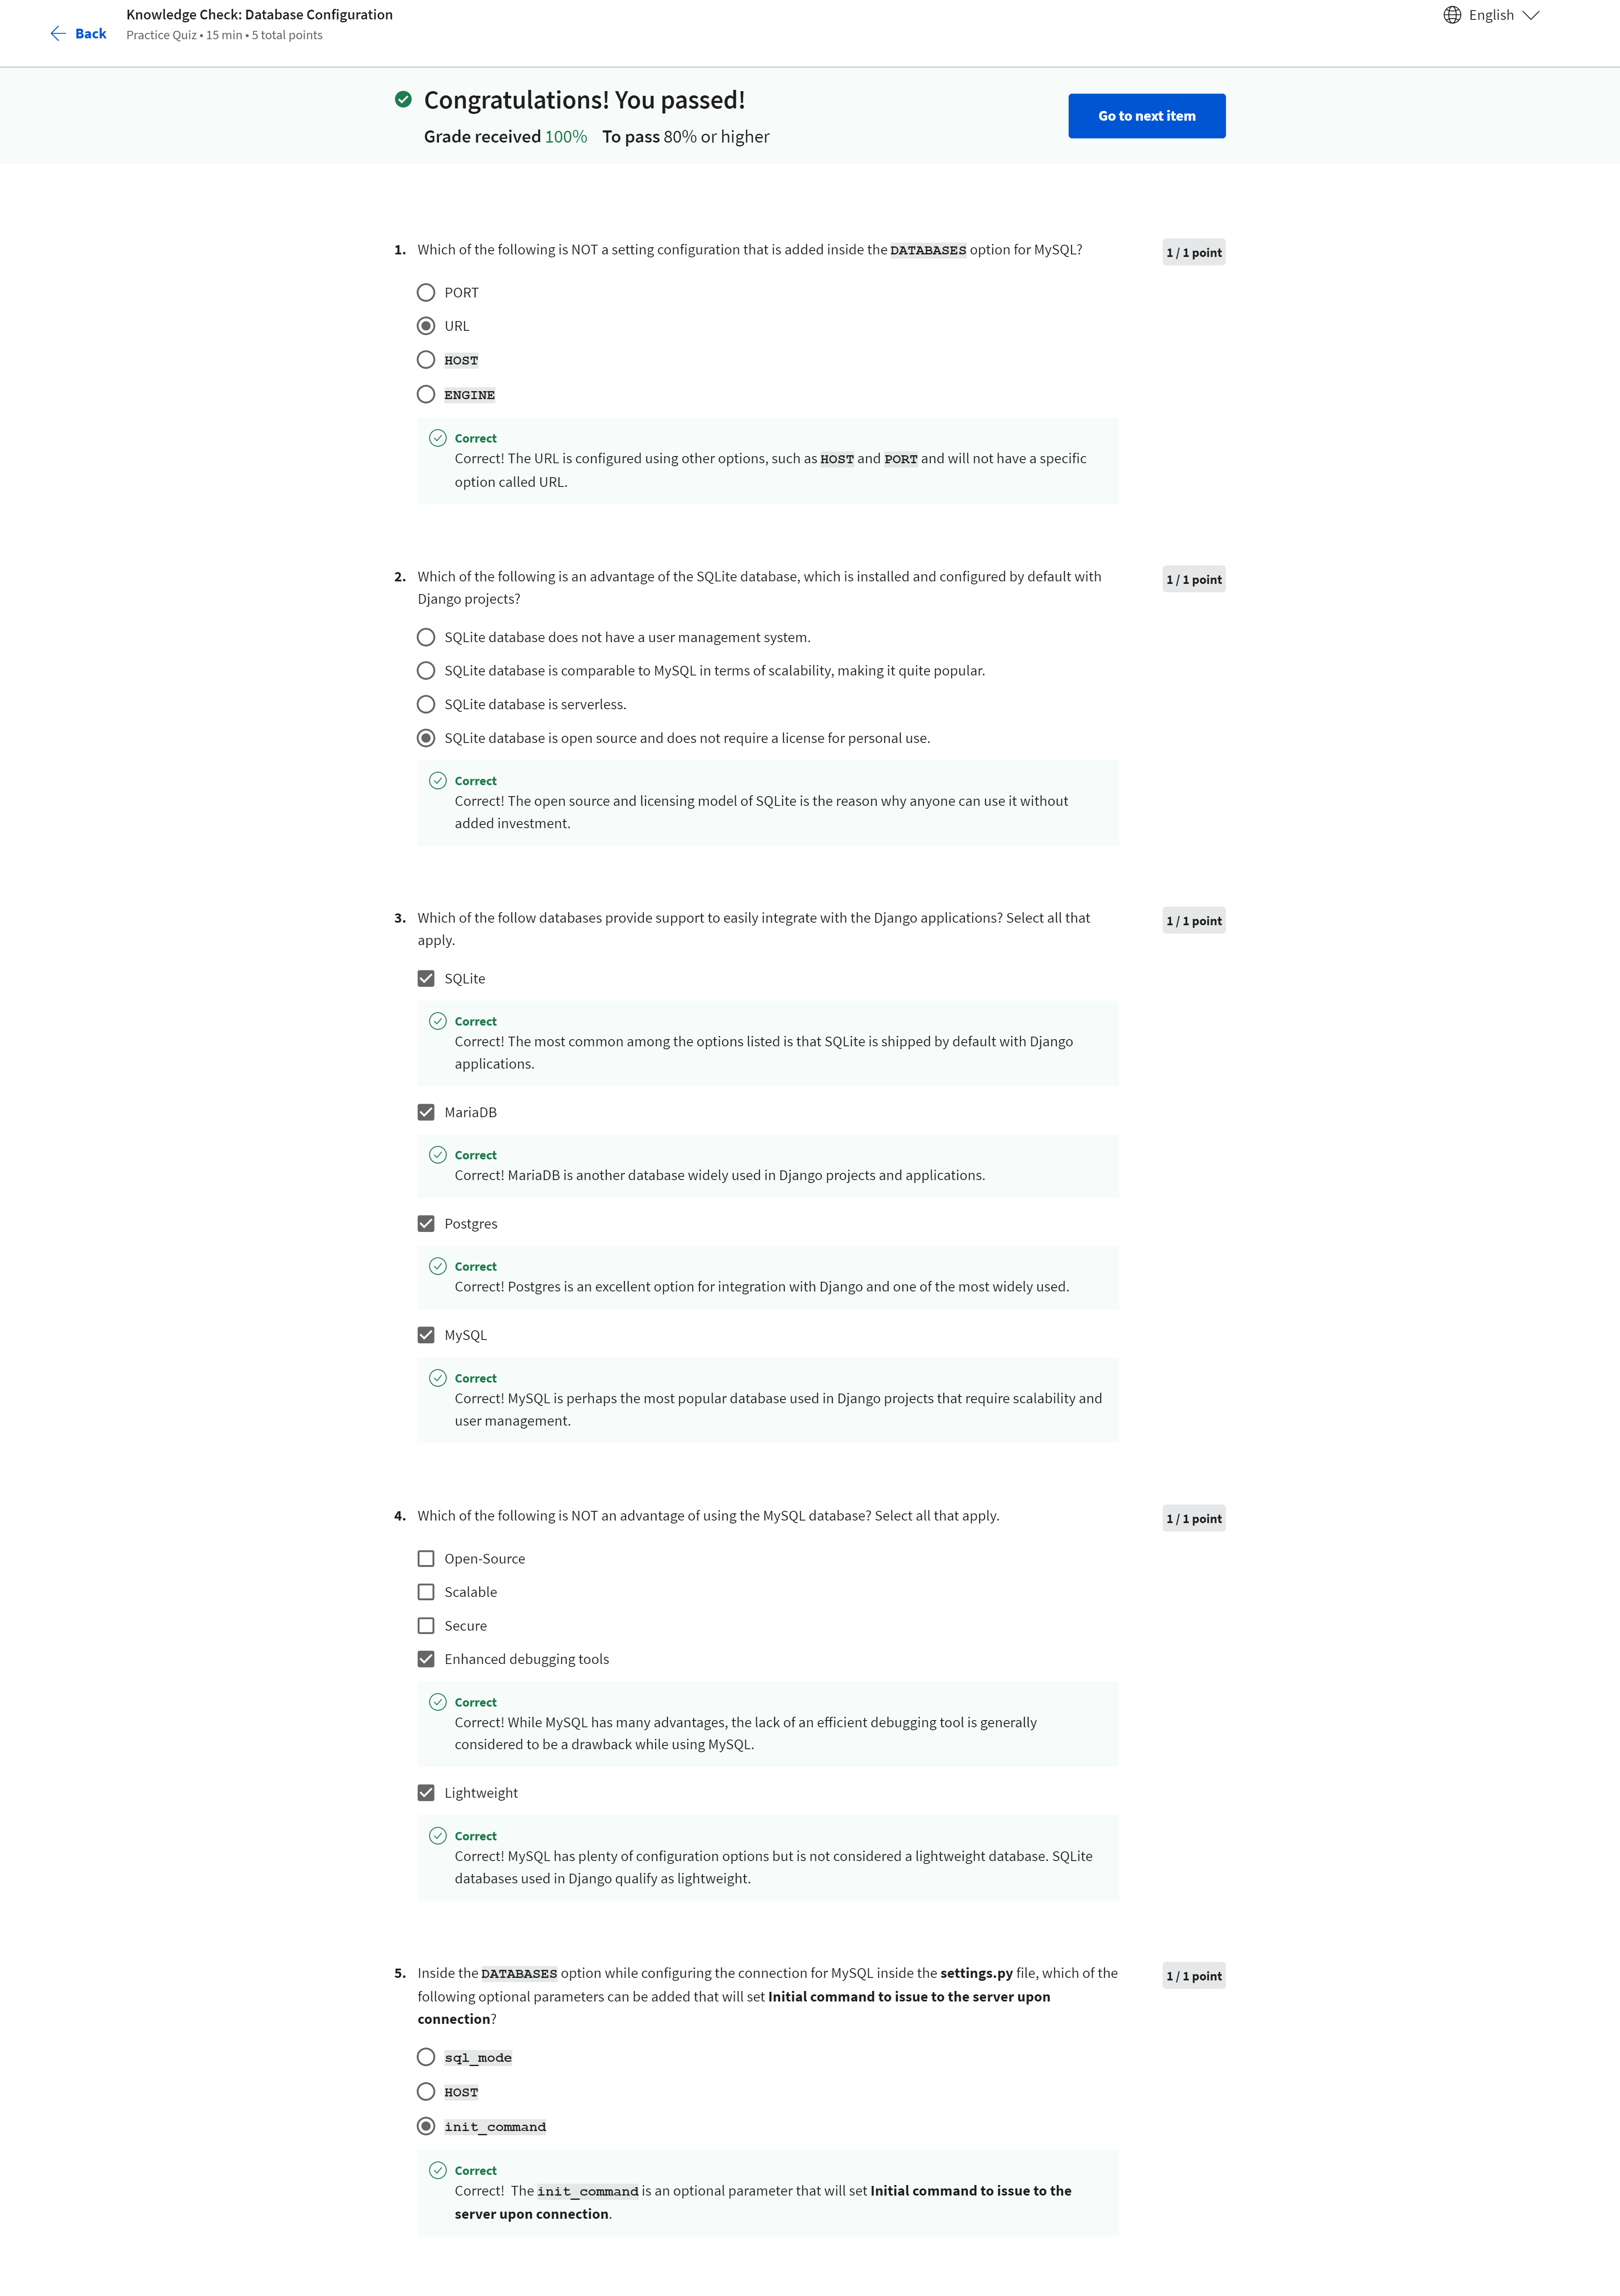 Knowledge Check: Database Configuration
Back
Practice Quiz • 15 min • 5 total points
English
Congratulations! You passed!
Grade received 100% To pass 80% or higher
Go to next item
1. Which of the following is NOT a setting configuration that is added inside the DATABASES option for MySQL?
1 / 1 point
PORT
URL
HOST
ENGINE
Correct
Correct! The URL is configured using other options, such as HOST and PORT and will not have a specific
option called URL.
2. Which of the following is an advantage of the SQLite database, which is installed and configured by default with
Django projects?
1 / 1 point
SQLite database does not have a user management system.
SQLite database is comparable to MySQL in terms of scalability, making it quite popular.
SQLite database is serverless.
SQLite database is open source and does not require a license for personal use.
Correct
Correct! The open source and licensing model of SQLite is the reason why anyone can use it without
added investment.
3. Which of the follow databases provide support to easily integrate with the Django applications? Select all that
apply.
1 / 1 point
SQLite
Correct
Correct! The most common among the options listed is that SQLite is shipped by default with Django
applications.
MariaDB
Correct
Correct! MariaDB is another database widely used in Django projects and applications.
Postgres
Correct
Correct! Postgres is an excellent option for integration with Django and one of the most widely used.
MySQL
Correct
Correct! MySQL is perhaps the most popular database used in Django projects that require scalability and
user management.
4. Which of the following is NOT an advantage of using the MySQL database? Select all that apply.
1 / 1 point
Open-Source
Scalable
Secure
Enhanced debugging tools
Correct
Correct! While MySQL has many advantages, the lack of an efficient debugging tool is generally
considered to be a drawback while using MySQL.
Lightweight
Correct
Correct! MySQL has plenty of configuration options but is not considered a lightweight database. SQLite
databases used in Django qualify as lightweight.
5. Inside the DATABASES option while configuring the connection for MySQL inside the settings.py file, which of the
following optional parameters can be added that will set Initial command to issue to the server upon
connection?
1 / 1 point
sql_mode
HOST
init_command
Correct
Correct! The init_command is an optional parameter that will set Initial command to issue to the
server upon connection.